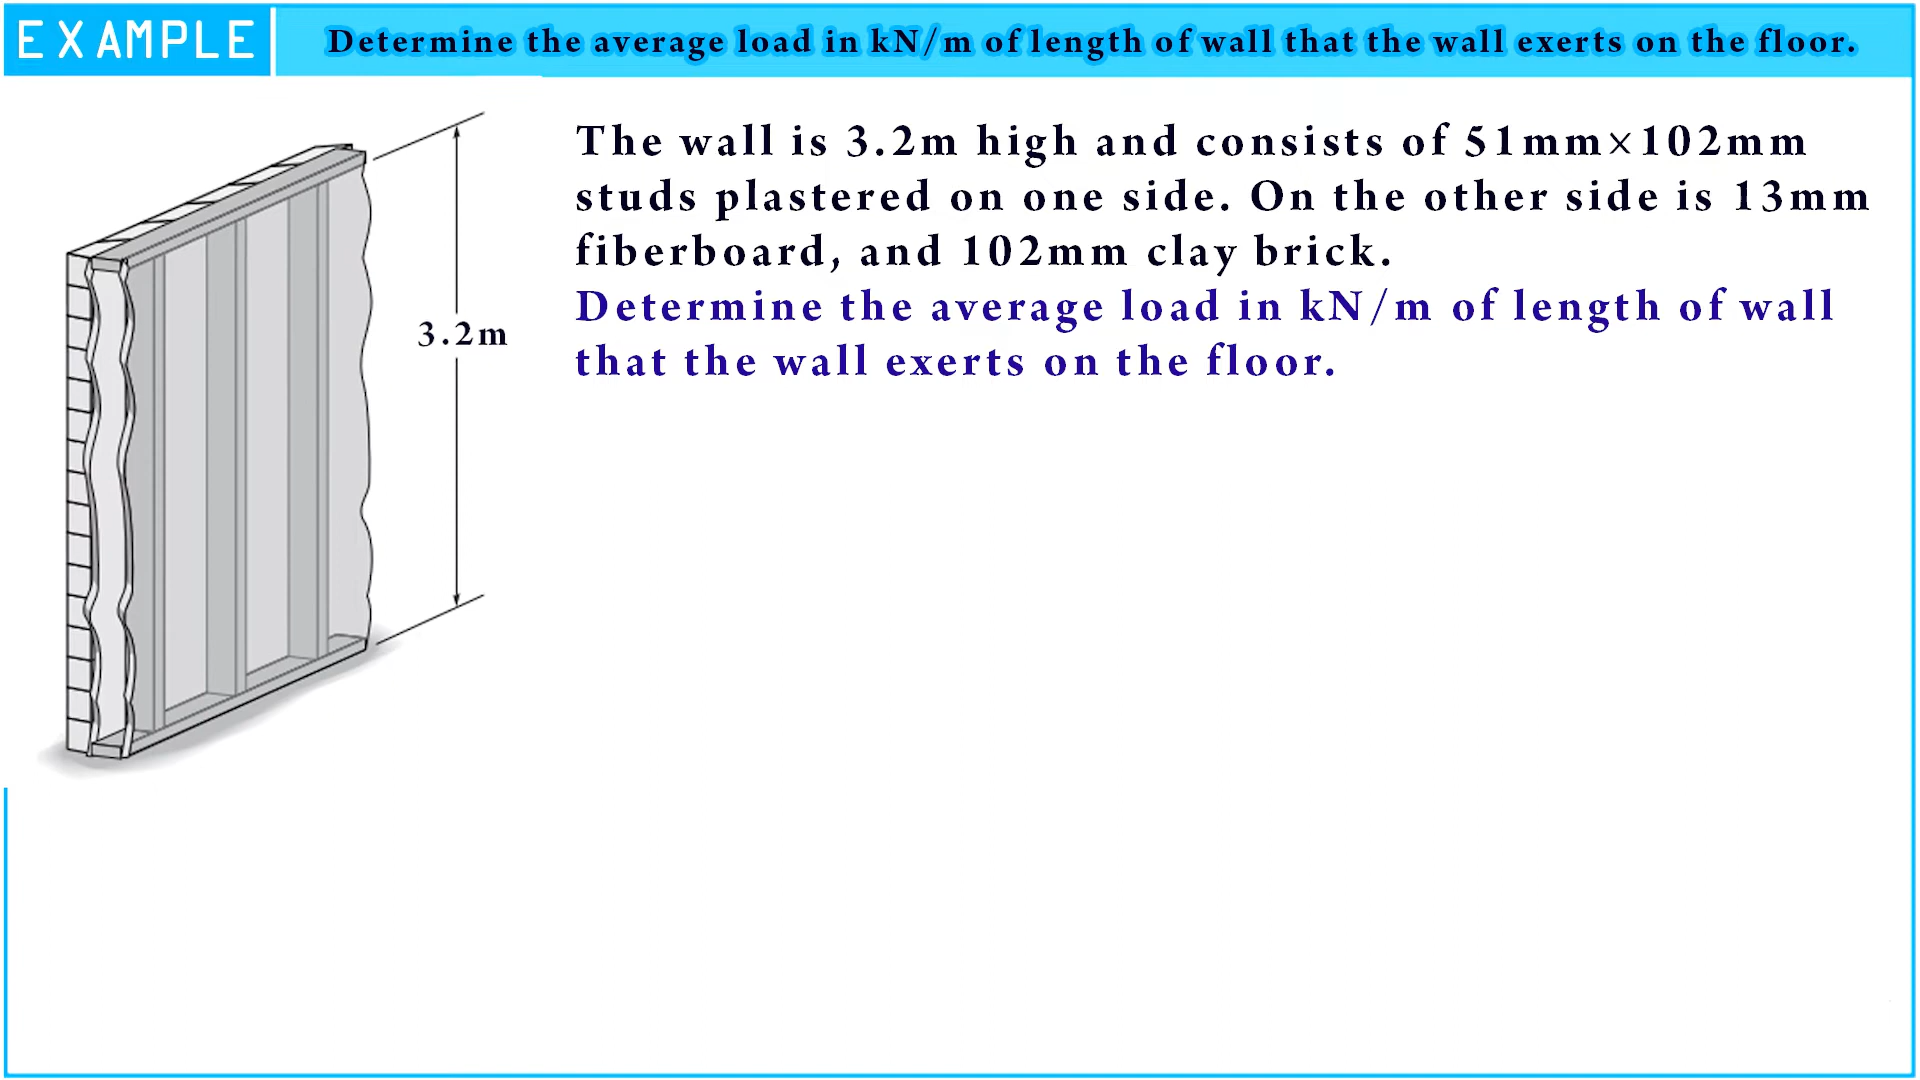 EXAMPLE
Determine the average load in kN/m of length of wall that the wall exerts on the floor.
The wall is 3.2m high and consists of 51mm×102mm
studs plastered on one side. On the other side is 13mm
fiberboard, and 102mm clay brick.
Determine the average load in kN/m of length of wall
that the wall exerts on the floor.
3.2m